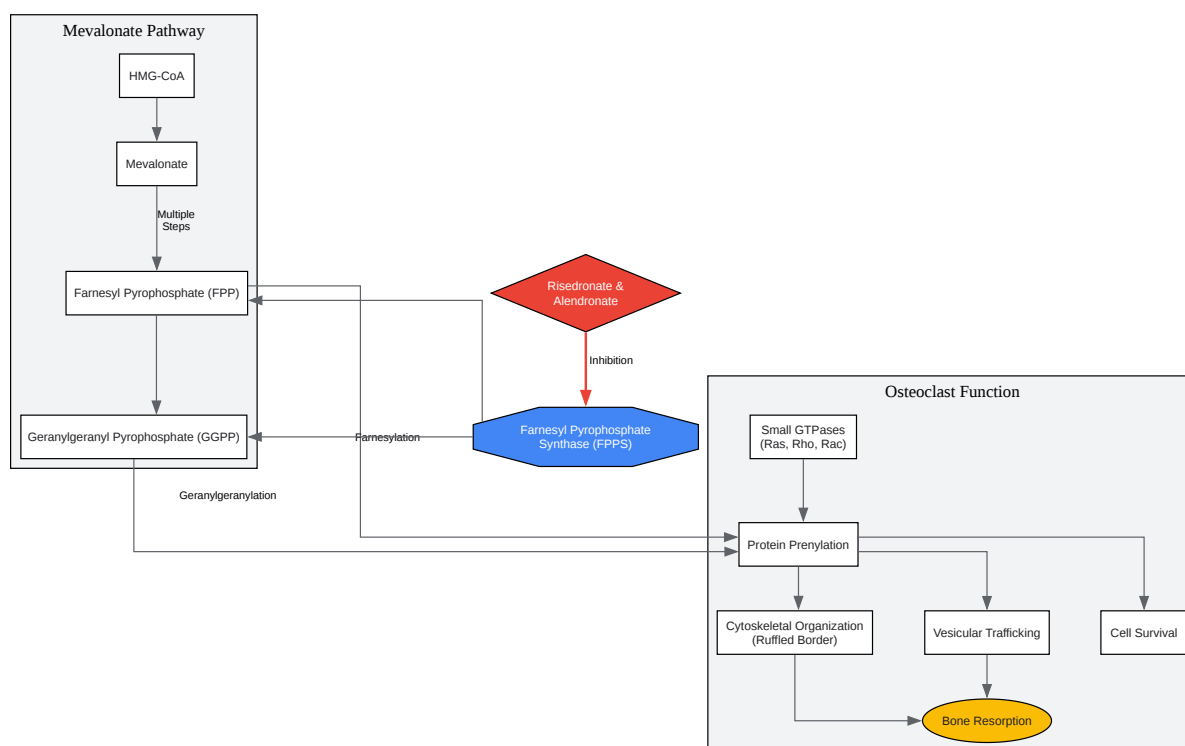 Mevalonate Pathway
HMG-CoA
Mevalonate
Multiple
Steps
Farnesyl Pyrophosphate (FPP)
Risedronate &
Alendronate
Inhibition
Geranylgeranyl Pyrophosphate (GGPP)
Farnesylation
Farnesyl Pyrophosphate
Synthase (FPPS)
Geranylgeranylation
Osteoclast Function
Small GTPases
(Ras, Rho, Rac)
Protein Prenylation
Cytoskeletal Organization
(Ruffled Border)
Vesicular Trafficking
Cell Survival
Bone Resorption